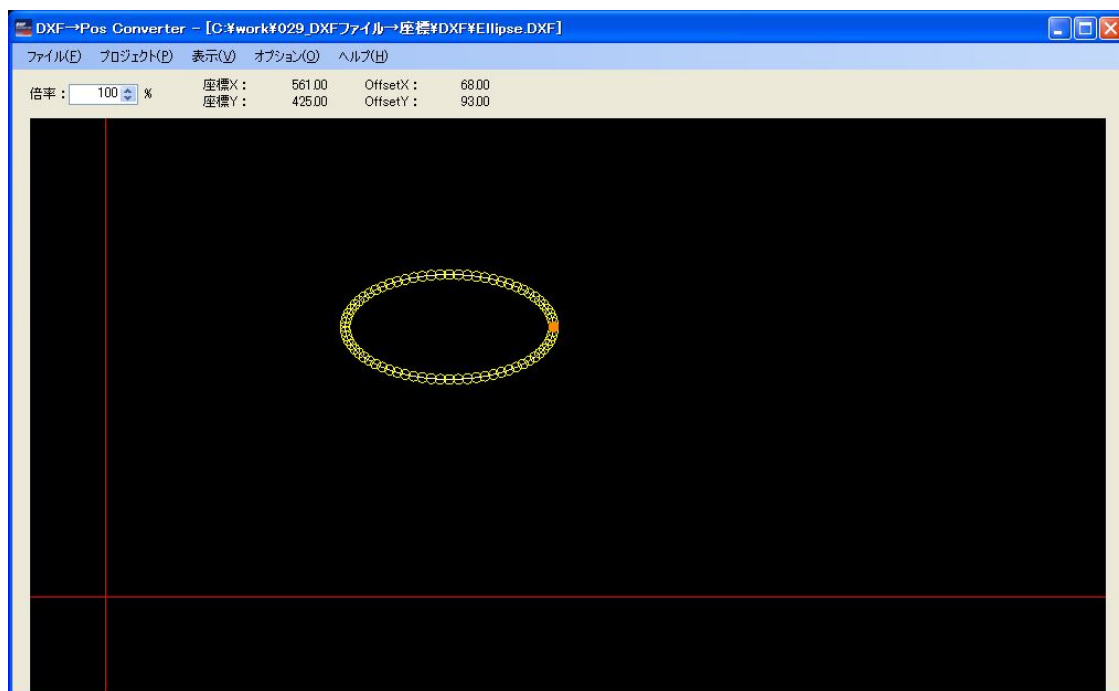 DXF→Pos Converter - [C:¥work¥029_DXFファイル→座標¥DXF¥Ellipse.DXF]
ファイル(F) プロジェクト(P) 表示(V) オプション(O) ヘルプ(H)
倍率： 100 % 座標X： 561.00 OffsetX： 68.00
座標Y： 425.00 OffsetY： 93.00